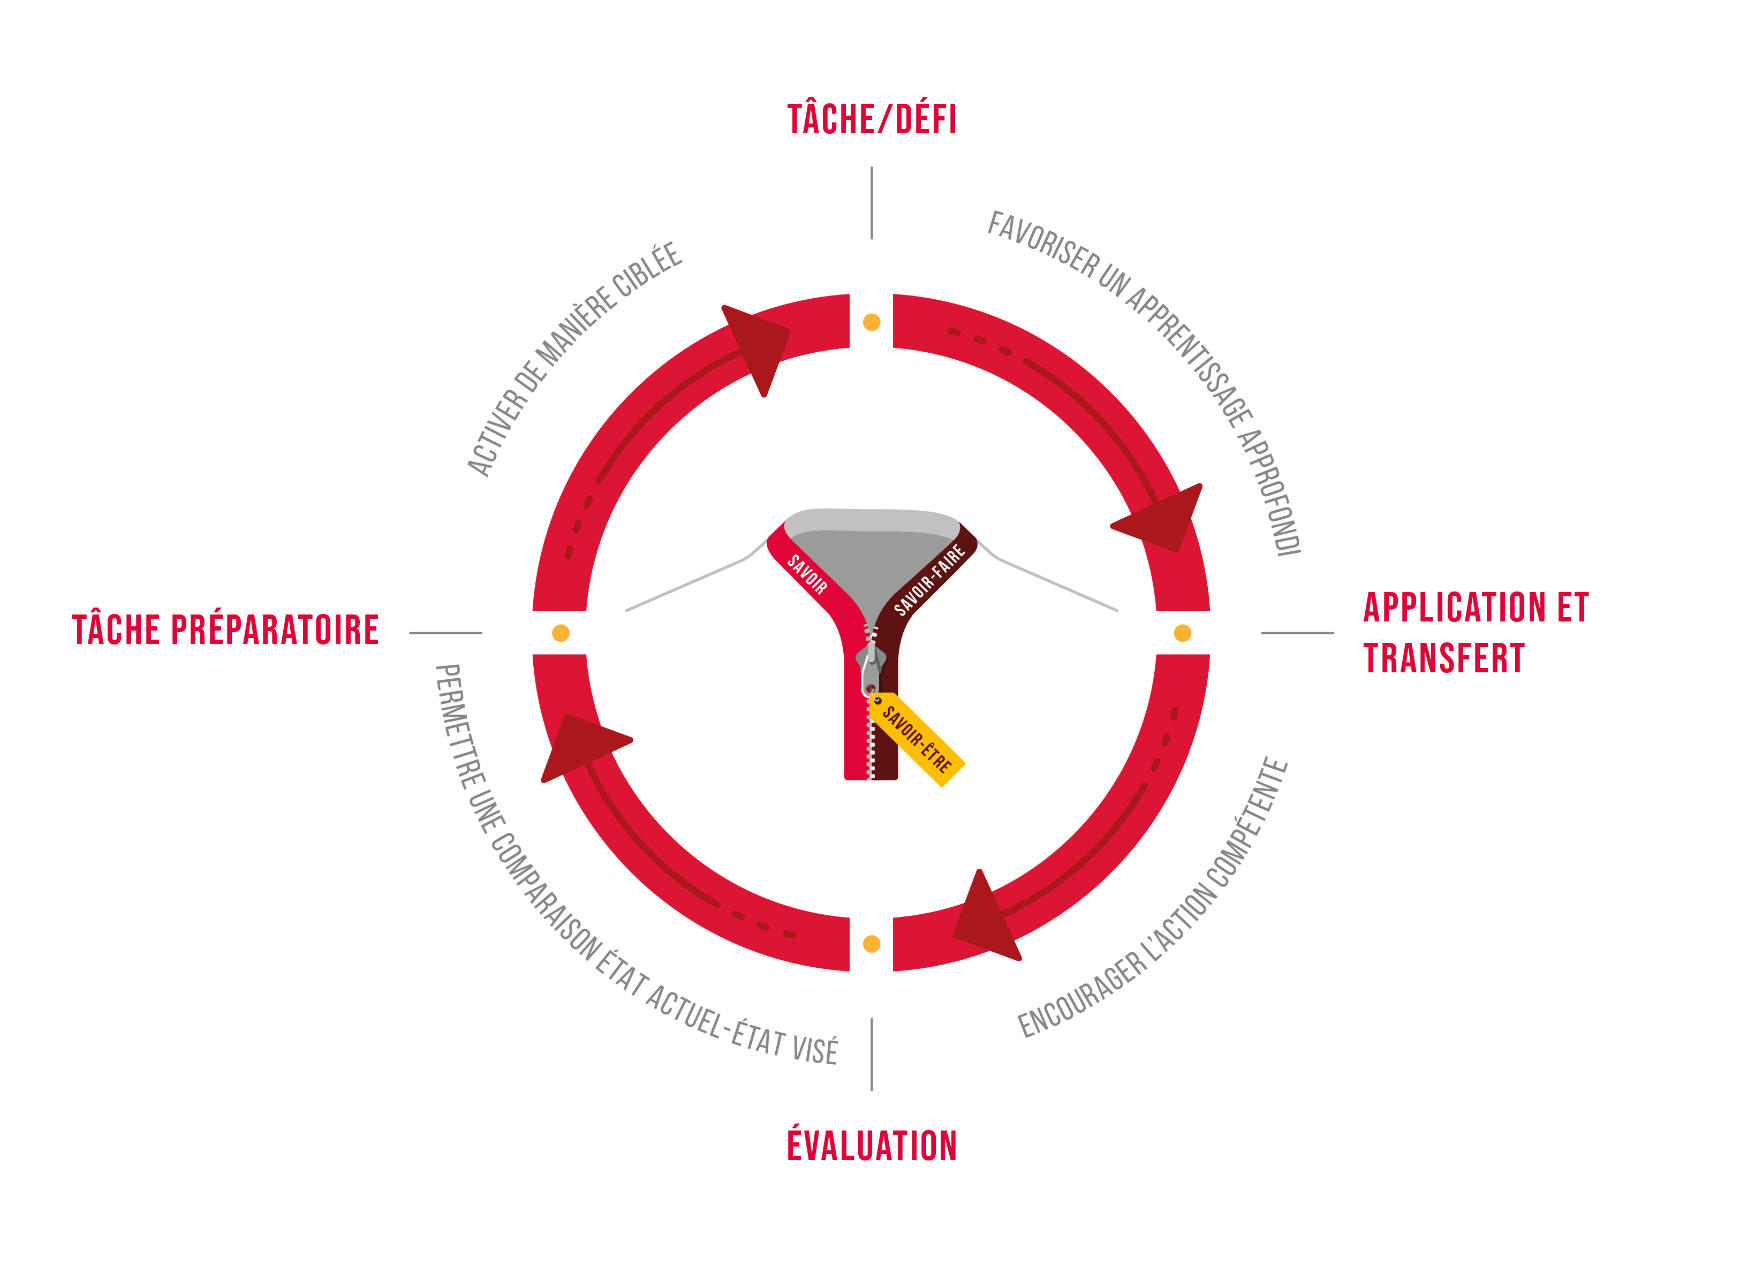 TÂCHE/DÉFI
ACTIVER DE MANIÈRE CIBLÉE
FAVORISER UN APPRENTISSAGE APPROFONDI
SAVOIR
SAVOIR-FAIRE
SAVOIR-ÊTRE
TÂCHE PRÉPARATOIRE
APPLICATION ET
TRANSFERT
PERMETTRE UNE COMPARAISON ÉTAT ACTUEL-ÉTAT VISÉ
ENCOURAGER L'ACTION COMPÉTENTE
ÉVALUATION